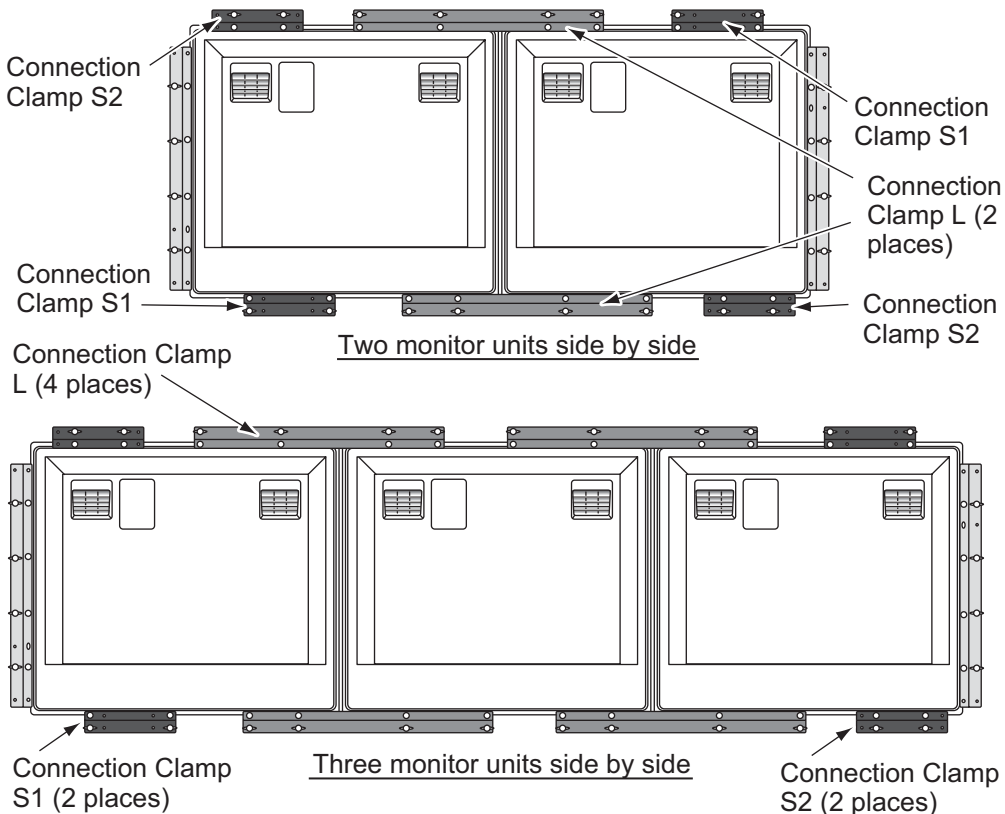 Connection
Clamp S2
Connection
Clamp S1
Connection
Clamp L (2
places)
Connection
Clamp S1
Connection
Clamp S2
Two monitor units side by side
Connection Clamp
L (4 places)
Three monitor units side by side
Connection Clamp
S1 (2 places)
Connection Clamp
S2 (2 places)